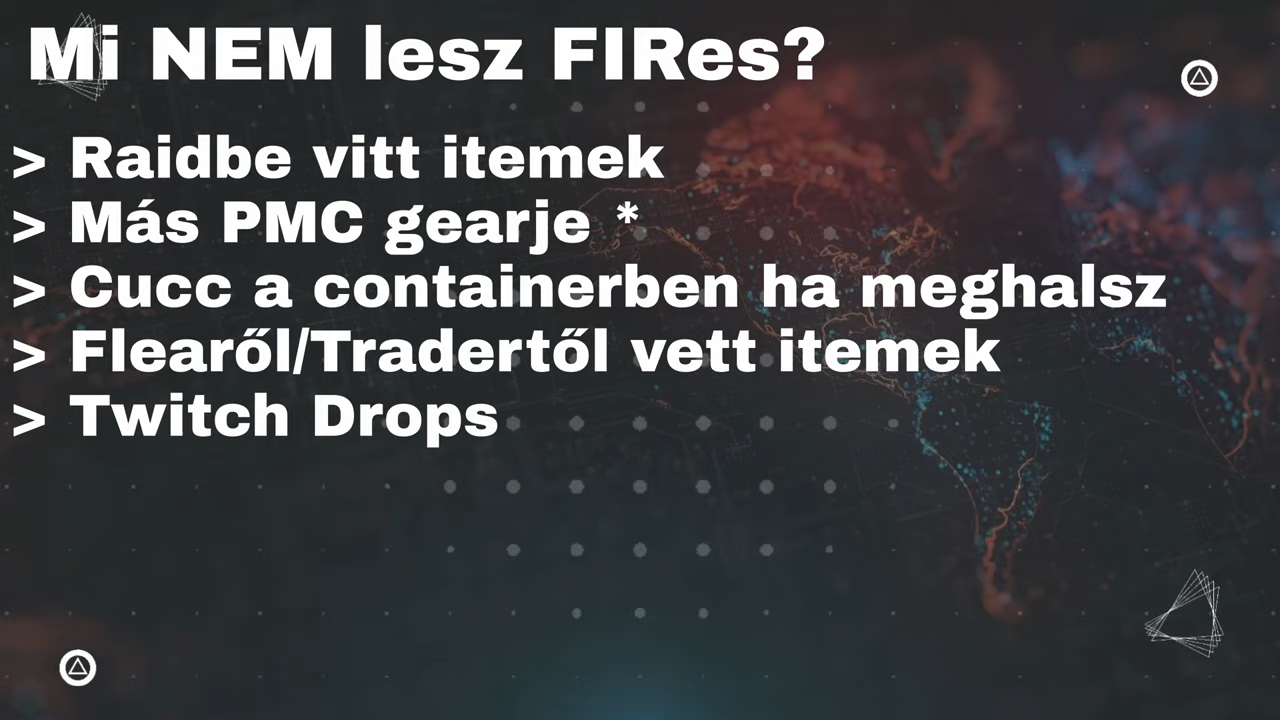 Mi NEM lesz FIRes?
> Raidbe vitt itemek
> Más PMC gearje *
> Cucc a containerben ha meghalsz
> Flearől/Tradertől vett itemek
> Twitch Drops